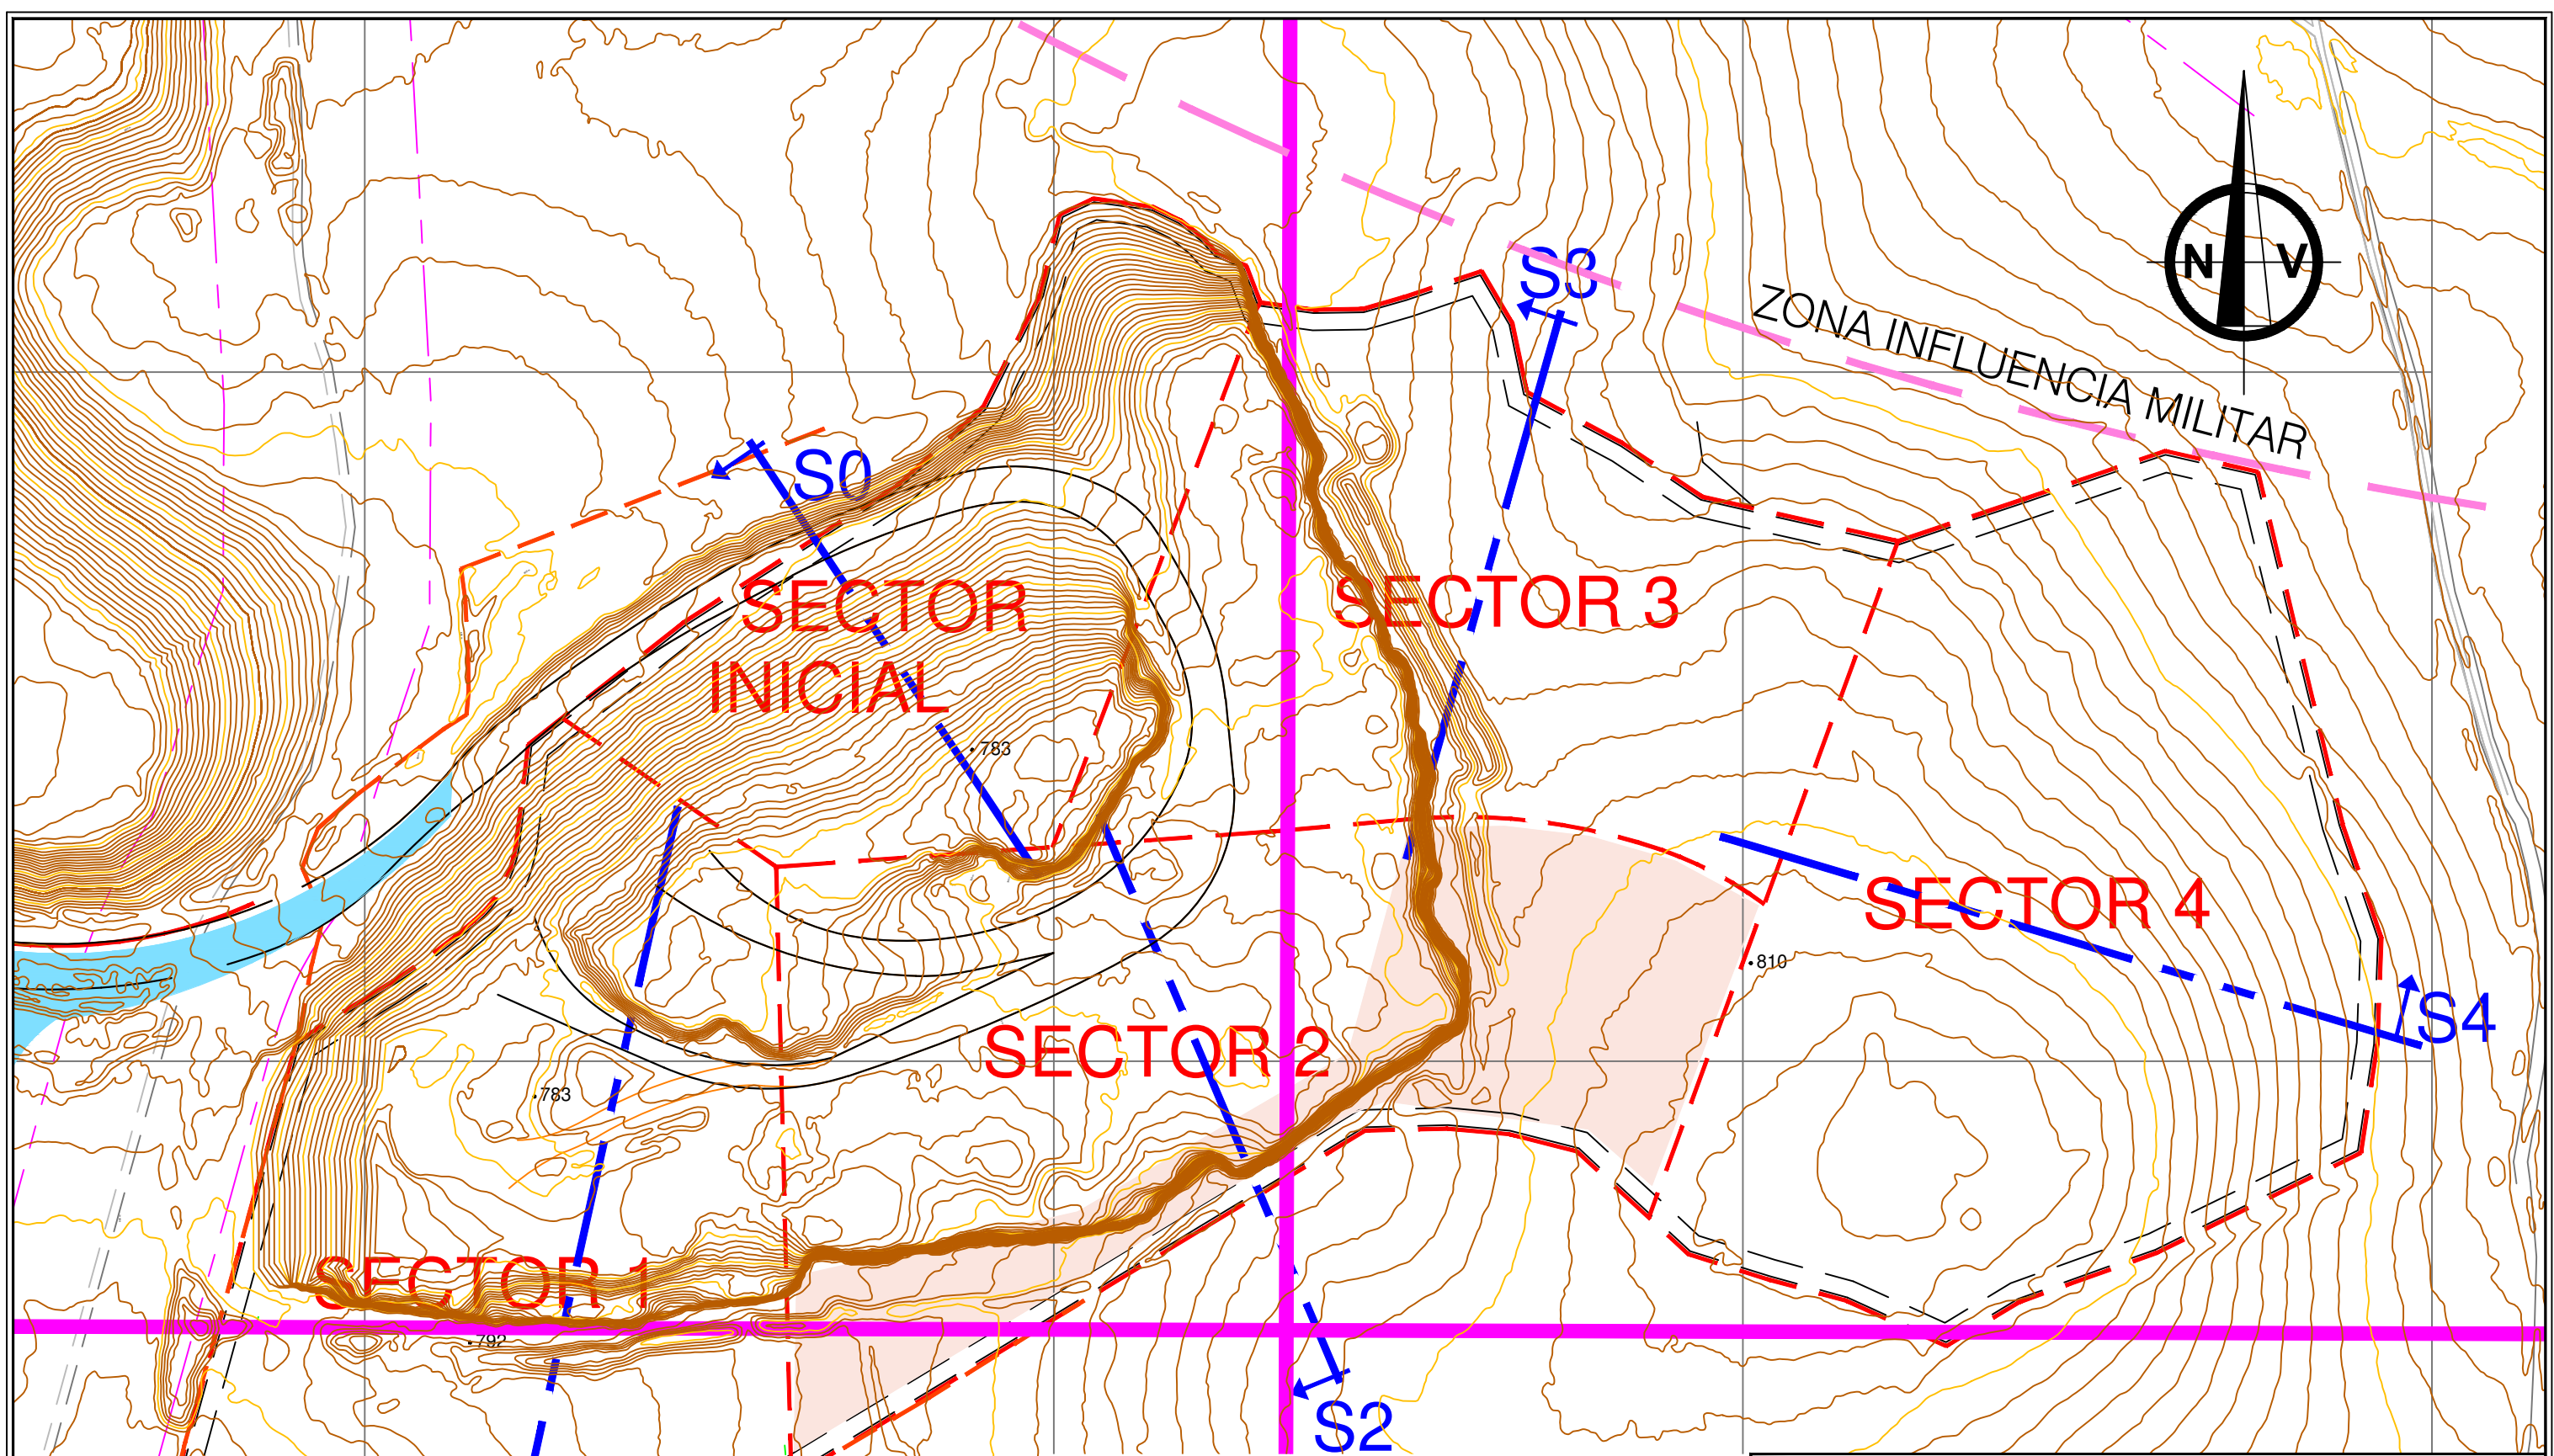 N V
S3
ZONA INFLUENCIA MILITAR
S0
SECTOR
INICIAL
SECTOR 3
783
SECTOR 4
810
S4
SECTOR 2
783
SECTOR 1
792
S2